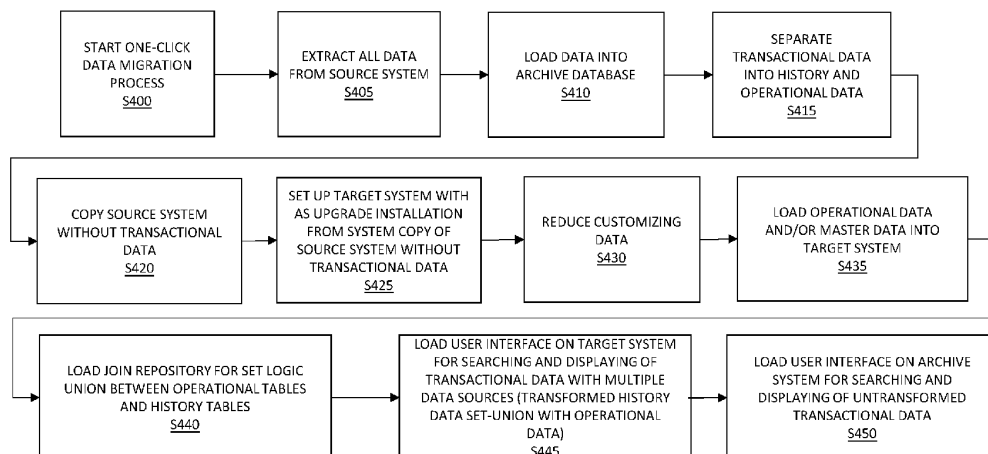 START ONE-CLICK
DATA MIGRATION
PROCESS
S400
EXTRACT ALL DATA
FROM SOURCE SYSTEM
S405
LOAD DATA INTO
ARCHIVE DATABASE
S410
SEPARATE
TRANSACTIONAL DATA
INTO HISTORY AND
OPERATIONAL DATA
S415
COPY SOURCE SYSTEM
WITHOUT TRANSACTIONAL
DATA
S420
SET UP TARGET SYSTEM WITH
AS UPGRADE INSTALLATION
FROM SYSTEM COPY OF
SOURCE SYSTEM WITHOUT
TRANSACTIONAL DATA
S425
REDUCE CUSTOMIZING
DATA
S430
LOAD OPERATIONAL DATA
AND/OR MASTER DATA INTO
TARGET SYSTEM
S435
LOAD JOIN REPOSITORY FOR SET LOGIC
UNION BETWEEN OPERATIONAL TABLES
AND HISTORY TABLES
S440
LOAD USER INTERFACE ON TARGET SYSTEM
FOR SEARCHING AND DISPLAYING OF
TRANSACTIONAL DATA WITH MULTIPLE
DATA SOURCES (TRANSFORMED HISTORY
DATA SET-UNION WITH OPERATIONAL
DATA)
S445
LOAD USER INTERFACE ON ARCHIVE
SYSTEM FOR SEARCHING AND
DISPLAYING OF UNTRANSFORMED
TRANSACTIONAL DATA
S450